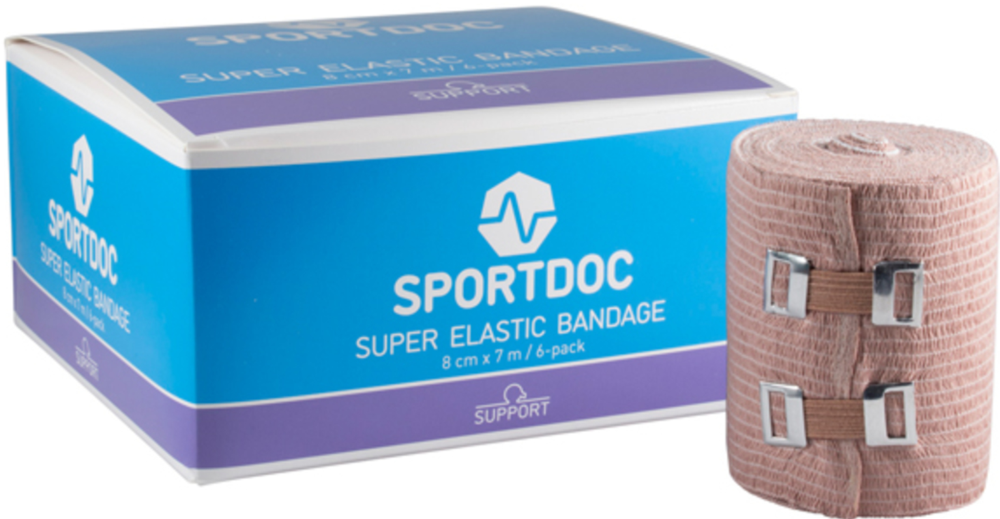 SPORTDOC
SUPER ELASTIC BANDAGE
8 cm x 7 m / 6-pack
SUPPORT
SPORTDOC
SUPER ELASTIC BANDAGE
8 cm x 7 m / 6-pack
SUPPORT
SPORTDOC
SUPER ELASTIC BANDAGE
8 cm x 7 m / 6-pack
SUPPORT